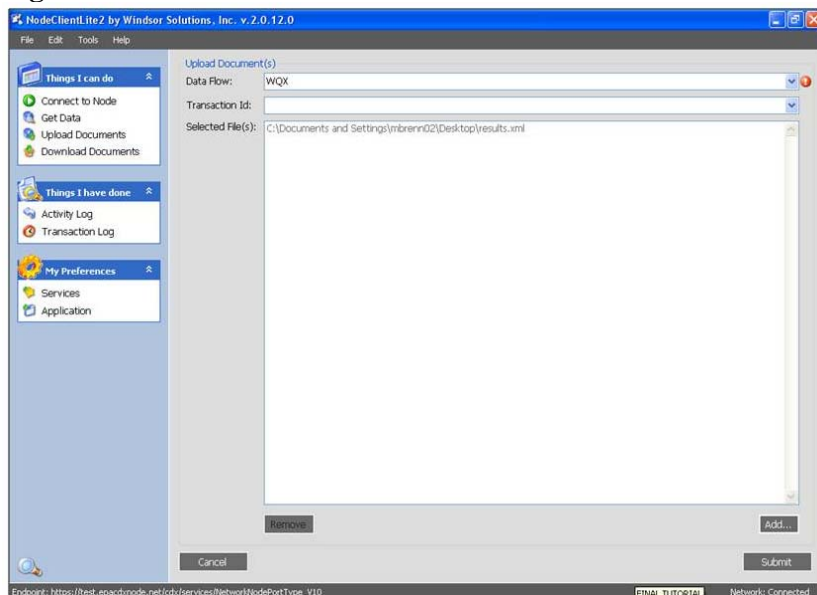 NodeClientLite2 by Windsor Solutions, Inc. v.2.0.12.0
File Edit Tools Help
Things I can do
Connect to Node
Get Data
Upload Documents
Download Documents
Things I have done
Activity Log
Transaction Log
My Preferences
Services
Application
Upload Document(s)
Data Flow: WQX
Transaction Id:
Selected File(s): C:\Documents and Settings\mbrenn02\Desktop\results.xml
Remove Add...
Cancel Submit
Endpoint: https://test.epacdxnode.net/cdx/services/NetworkNodePortType_V10 FINAL TUTORIAL Network: Connected